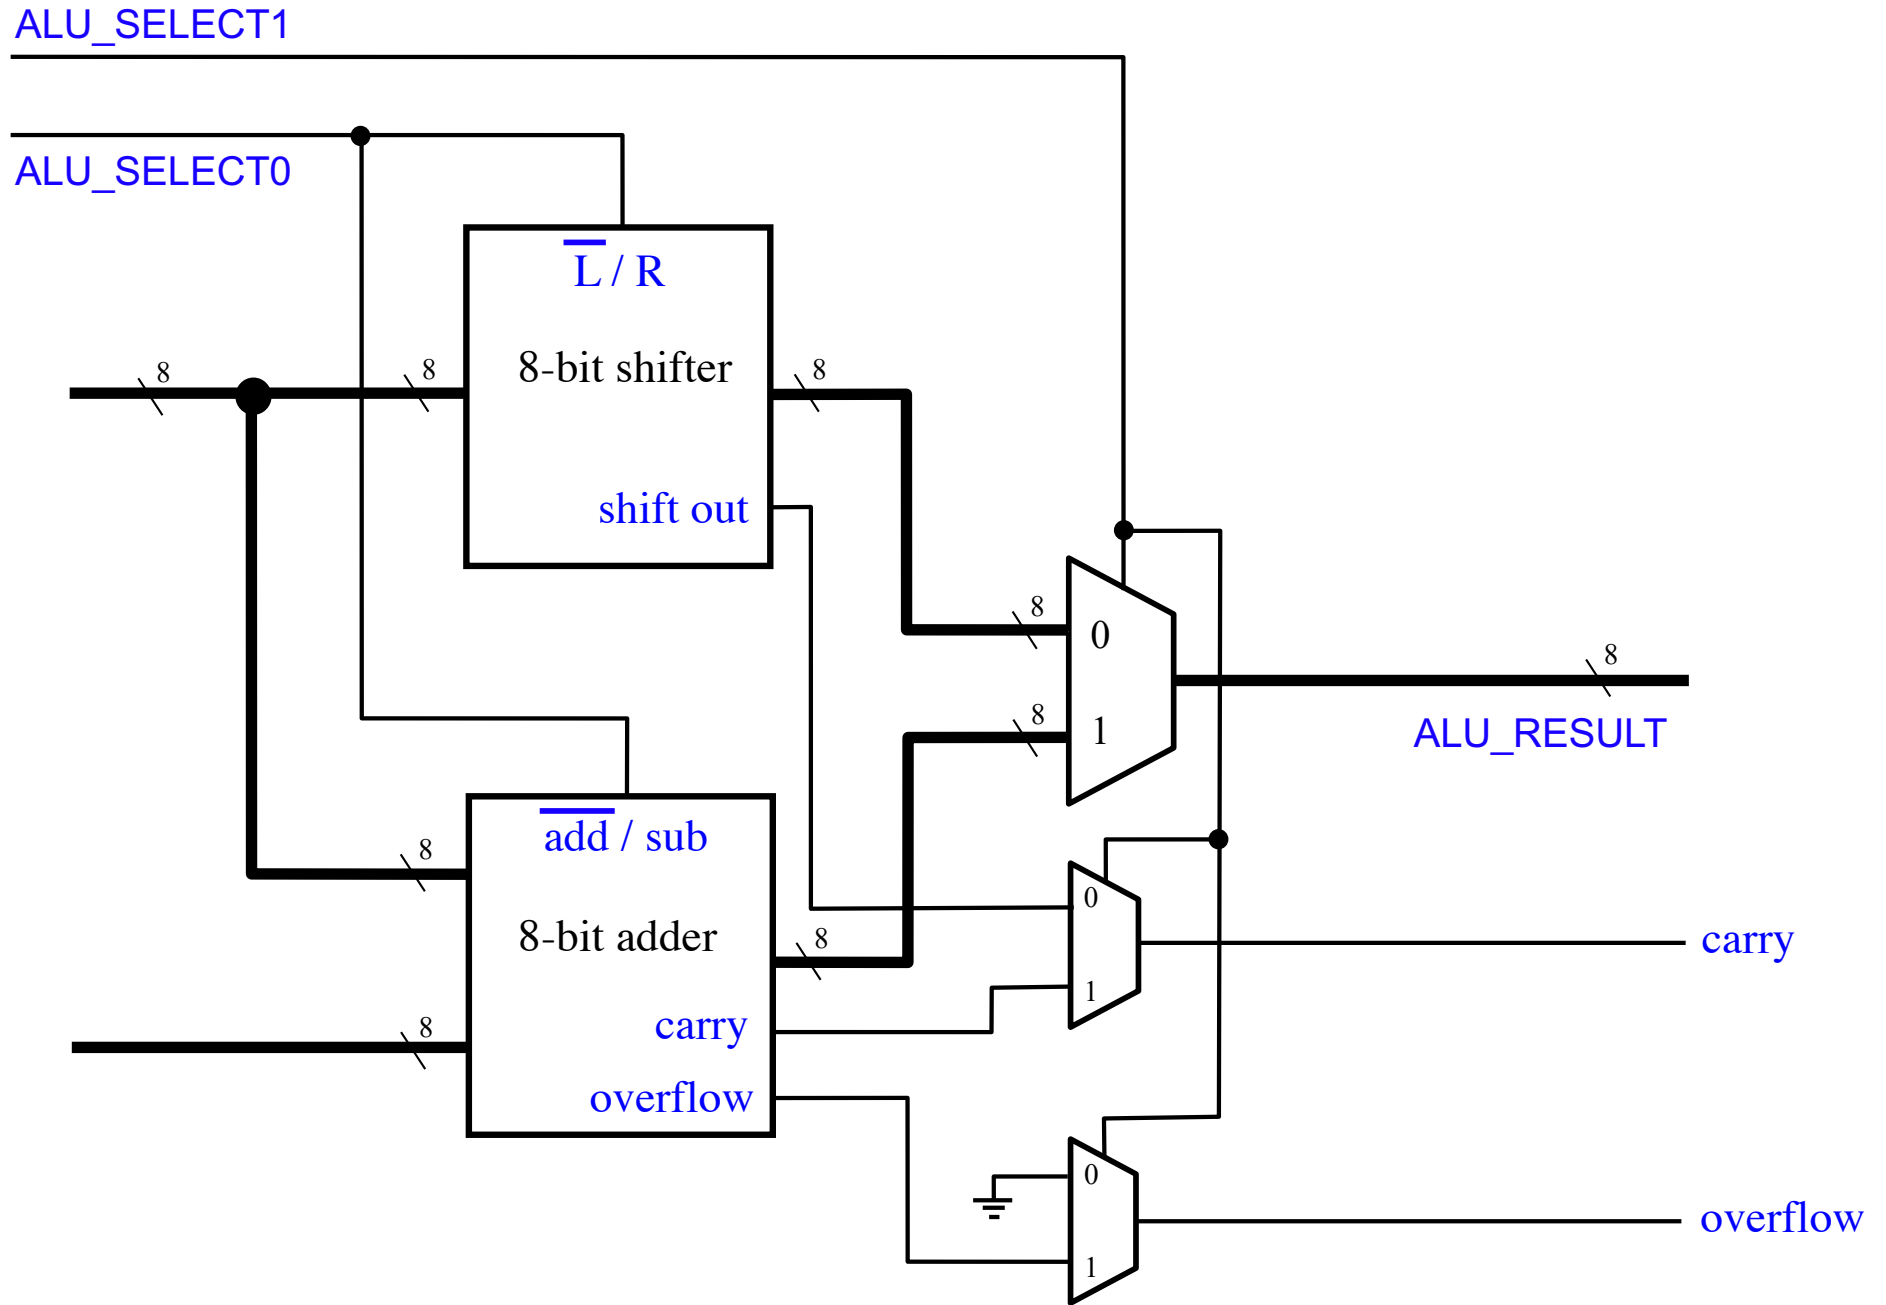 ALU_SELECT1
ALU_SELECT0
L / R
8-bit shifter
shift out
8
8
8
8
8
8
ALU_RESULT
add / sub
8-bit adder
carry
overflow
8
8
8
0
1
0
1
carry
0
1
overflow